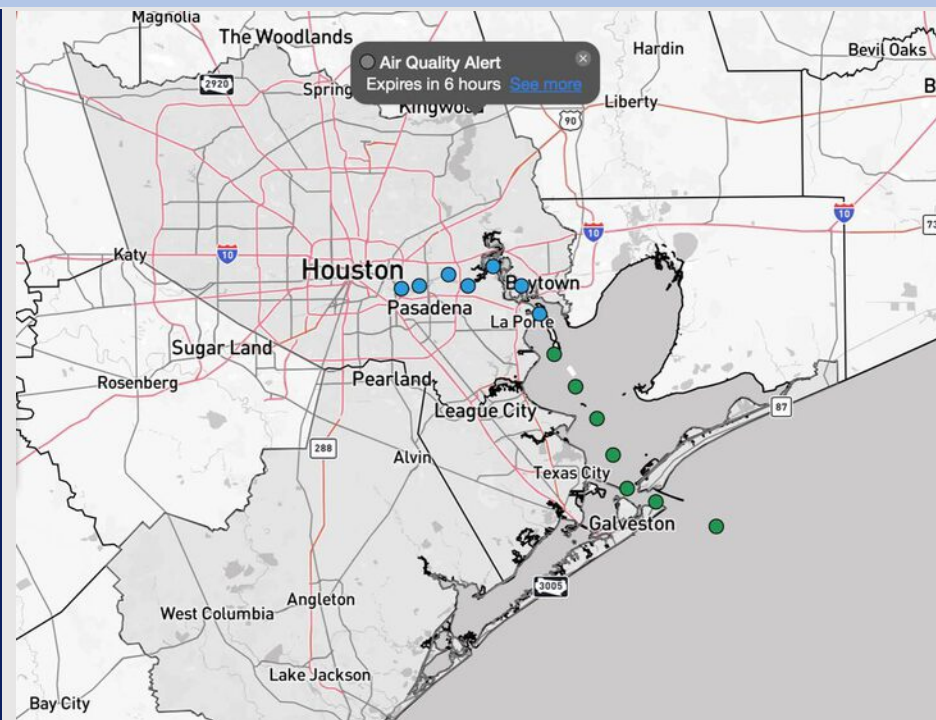 Magnolia
The Woodlands
Air Quality Alert
Expires in 6 hours See more
Hardin
Bevil Oaks
2920
Spring
Kingwood
Liberty
B
90
10
73
10
10
Katy
Houston
Baytown
Pasadena
La Porte
Sugar Land
Rosenberg
Pearland
League City
87
288
Alvin
Texas City
Galveston
3005
West Columbia
Angleton
Lake Jackson
Bay City